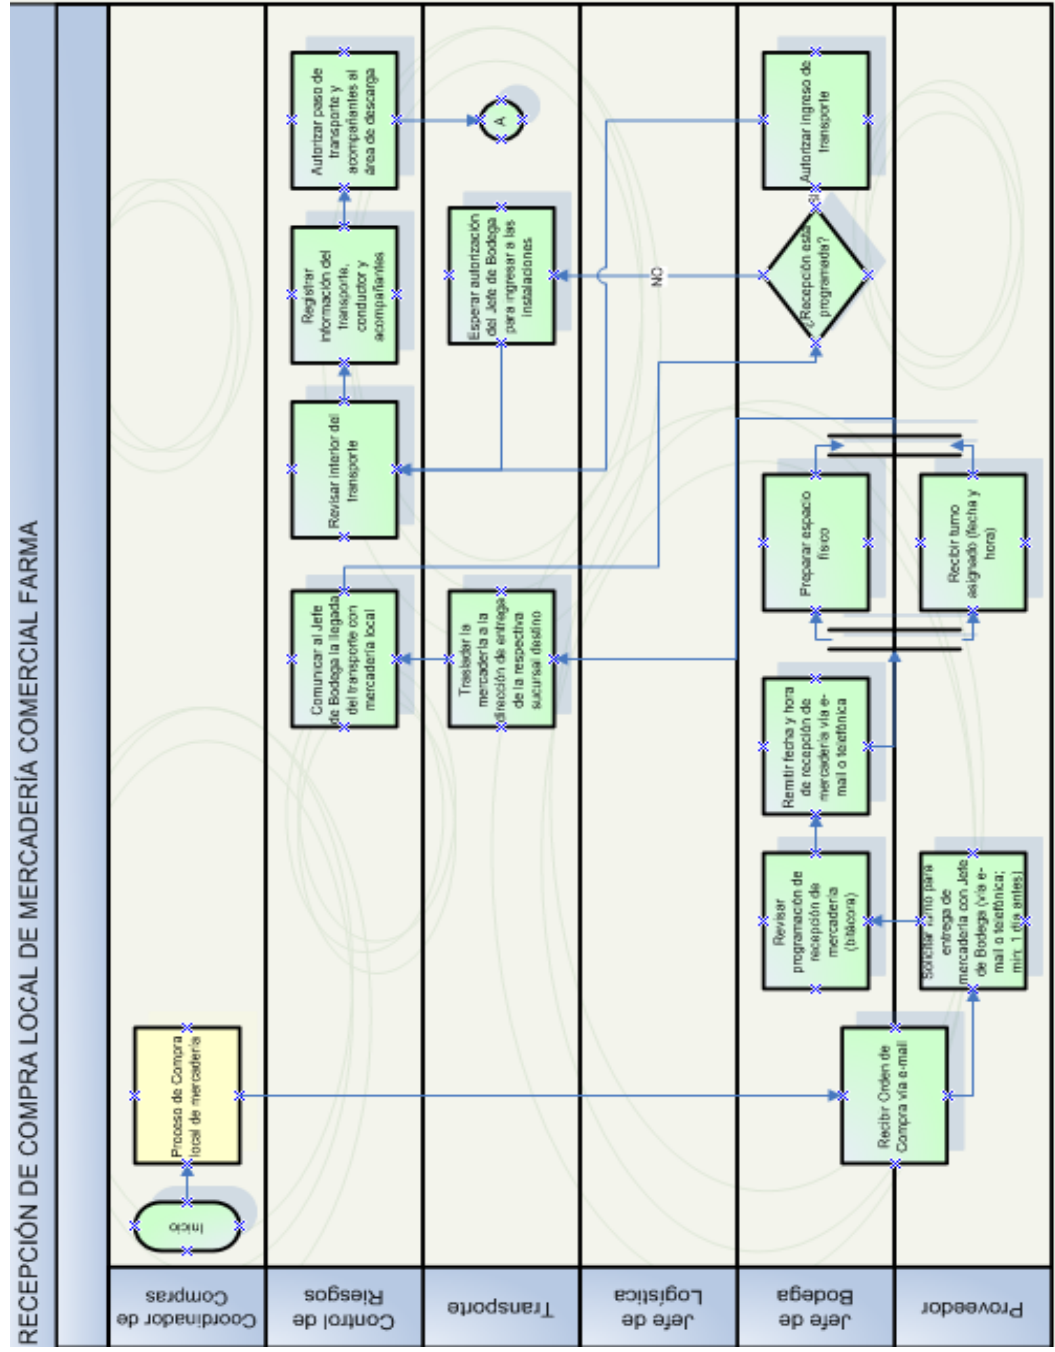 RECEPCIÓN DE COMPRA LOCAL DE MERCADERÍA COMERCIAL FARMA
Coordinador de
Compras
Inicio
Proceso de Compra
local de mercadería
Control de
Riesgos
Comunicar al Jefe
de Bodega la llegada
del transporte con
mercadería local
Revisar interior del
transporte
Registrar
información del
transporte,
conductor y
acompañantes
Autorizar paso de
transporte y
acompañantes al
área de descarga
Transporte
Trasladar la
mercadería a la
dirección de entrega
de la respectiva
sucursal destino
Esperar autorización
del Jefe de Bodega
para ingresar a las
instalaciones
A
Jefe de
Logística
NO
Jefe de
Bodega
Recibir Orden de
Compra vía e-mail
Revisar
programación de
recepción de
mercadería
(bitácora)
Remitir fecha y hora
de recepción de
mercadería vía e-
mail o telefónica
Preparar espacio
físico
¿Recepción está
programada?
SI
Autorizar ingreso de
transporte
Proveedor
Solicitar turno para
entrega de
mercadería con Jefe
de Bodega (vía e-
mail o telefónica;
min: 1 día antes)
Recibir turno
asignado (fecha y
hora)